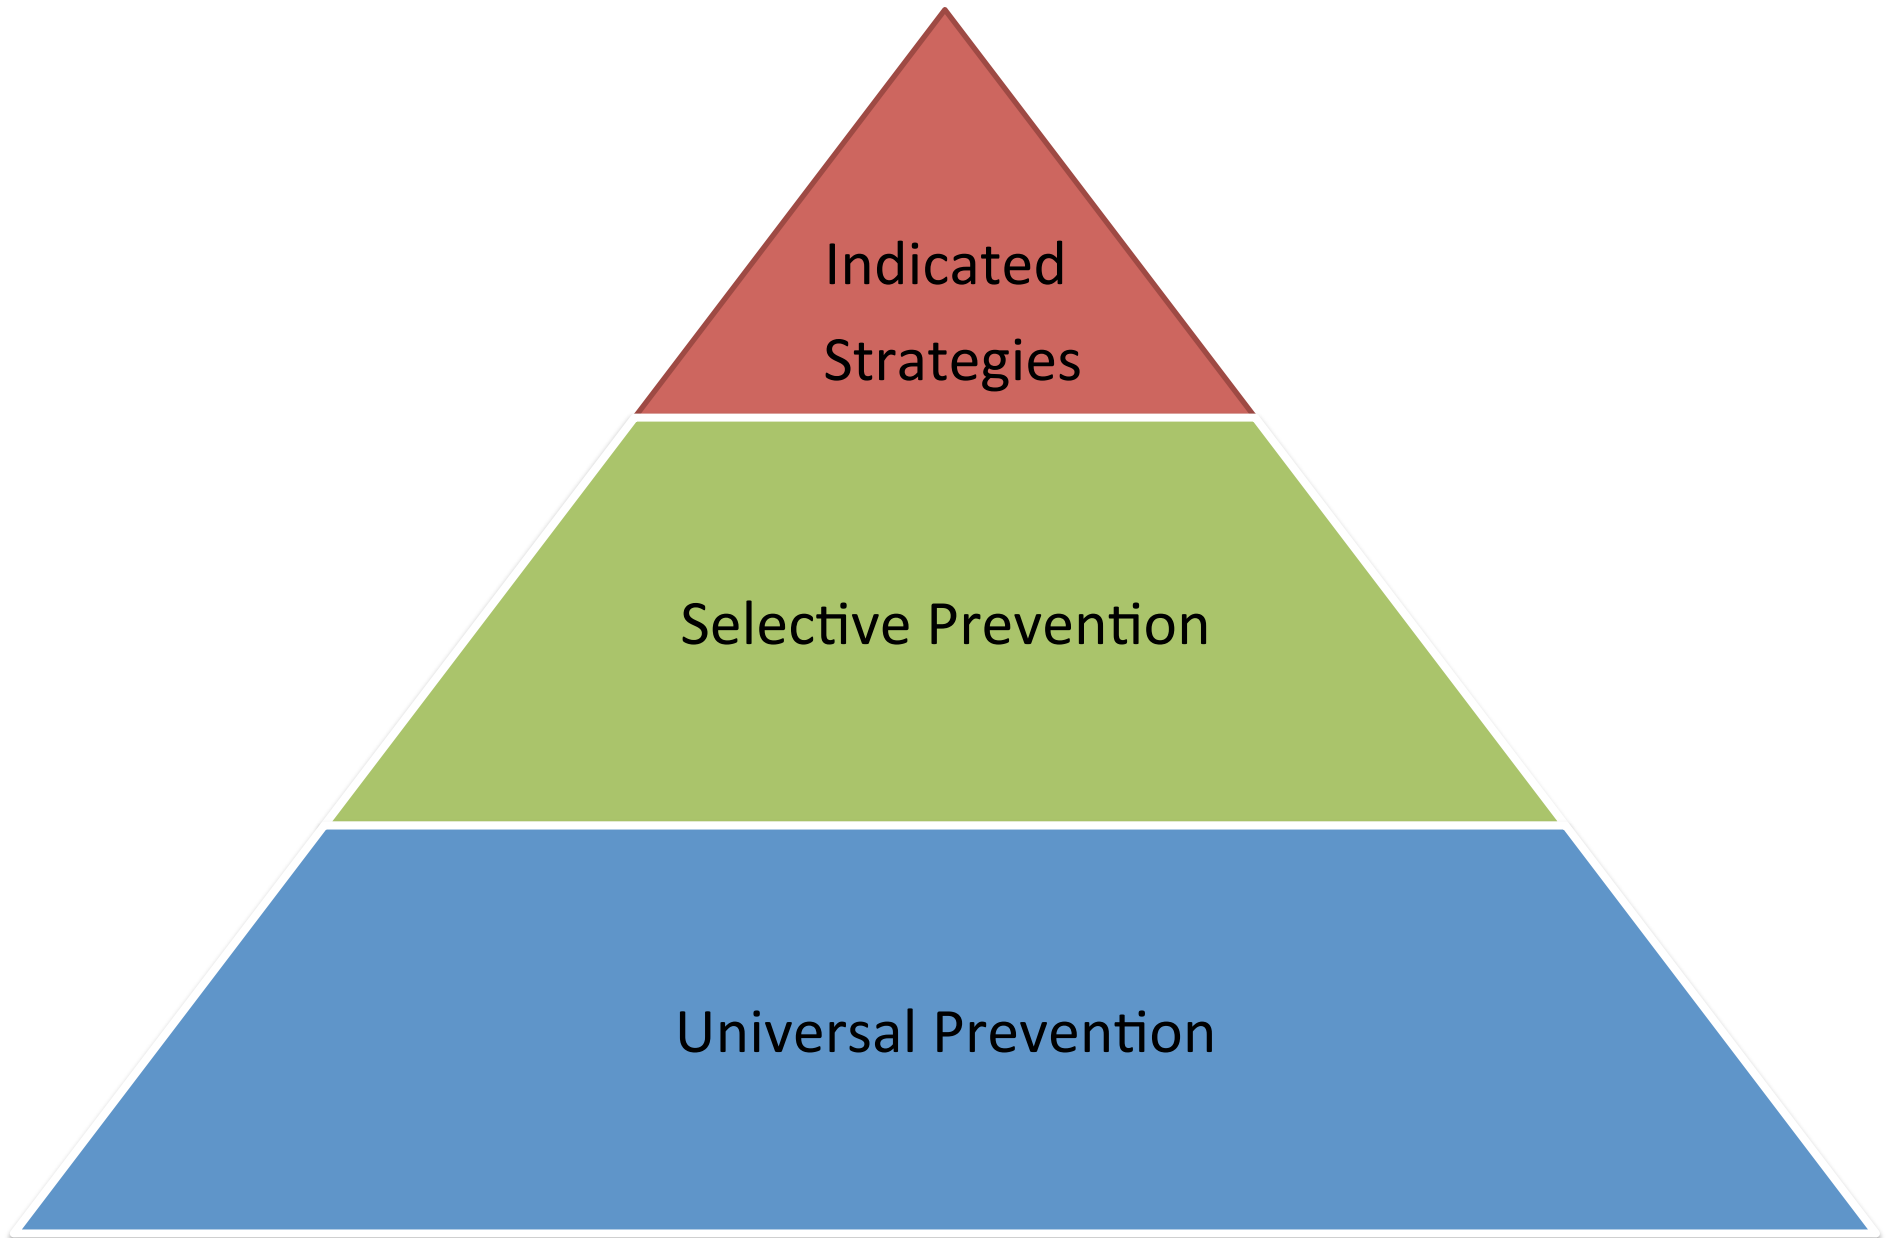 Indicated
Strategies
Selective Prevention
Universal Prevention